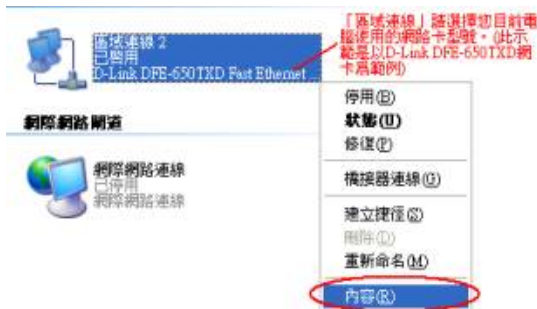 「區域連線」請選擇您目前電
腦使用的網路卡型號。(此示
範是以D-Link DFE-650TXD網
卡為範例)
區域連線 2
已啟用
D-Link DFE-650TXD Fast Ethernet ...
停用(B)
狀態(U)
修復(P)
橋接器連線(G)
建立捷徑(S)
刪除(D)
重新命名(M)
內容(R)
網際網路閘道
網際網路連線
已停用
網際網路連線